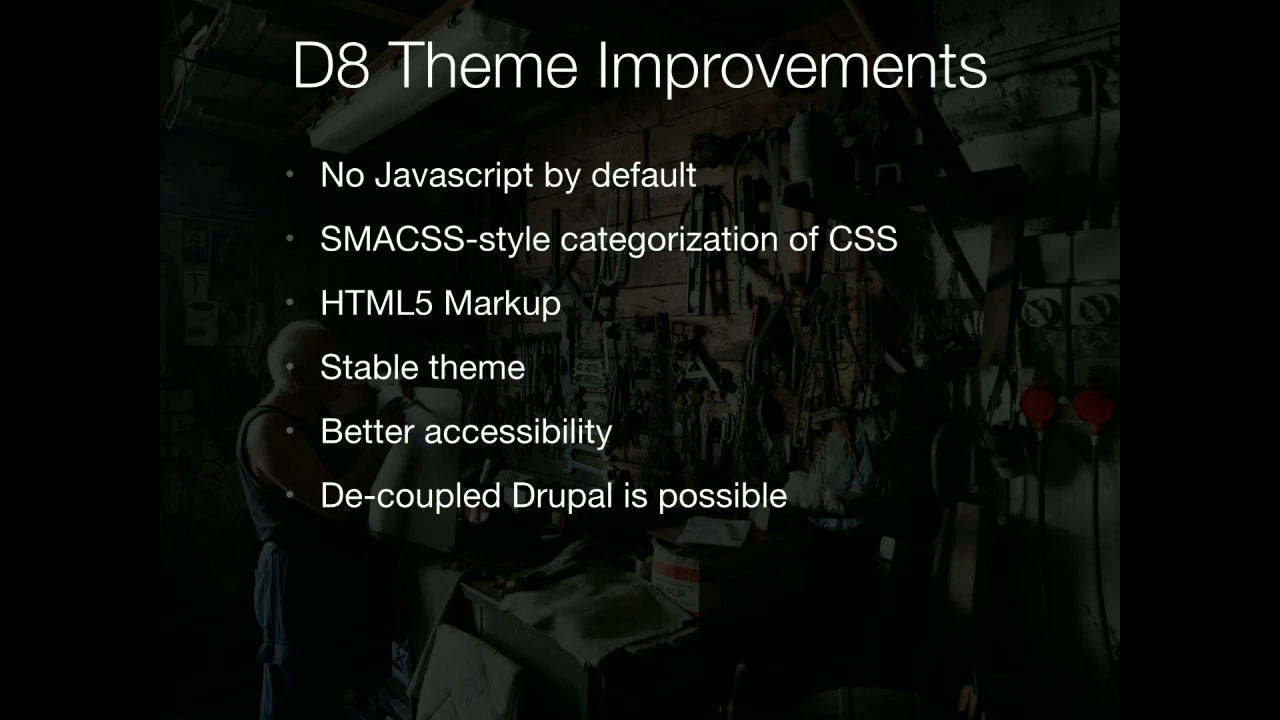 D8 Theme Improvements
• No Javascript by default
• SMACSS-style categorization of CSS
• HTML5 Markup
• Stable theme
• Better accessibility
• De-coupled Drupal is possible